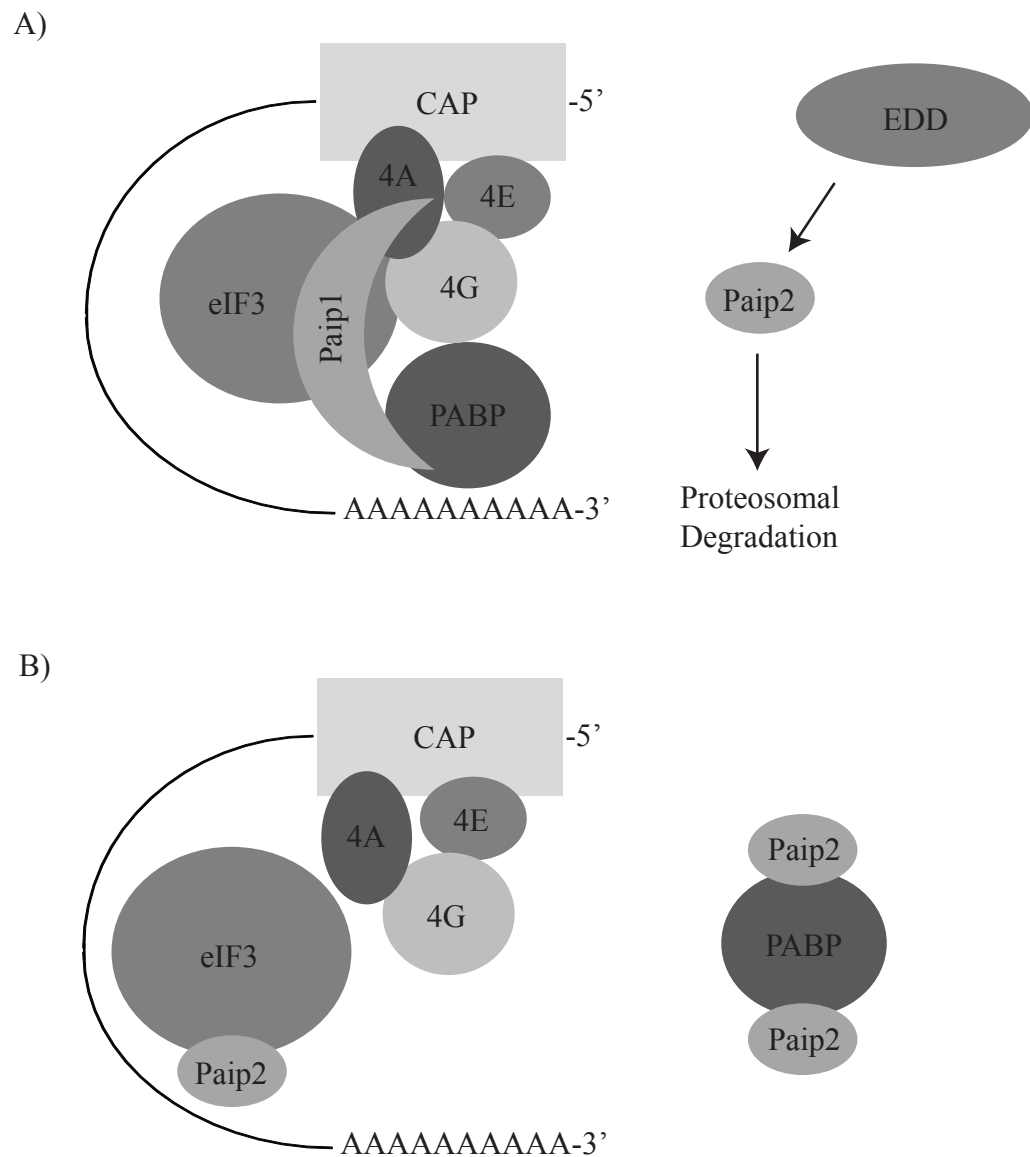 A)
CAP
-5’
EDD
4A
4E
Paip2
eIF3
Paip1
4G
PABP
Proteosomal
Degradation
AAAAAAAAAA-3’
B)
CAP
-5’
4A
4E
Paip2
4G
eIF3
PABP
Paip2
Paip2
AAAAAAAAAA-3’